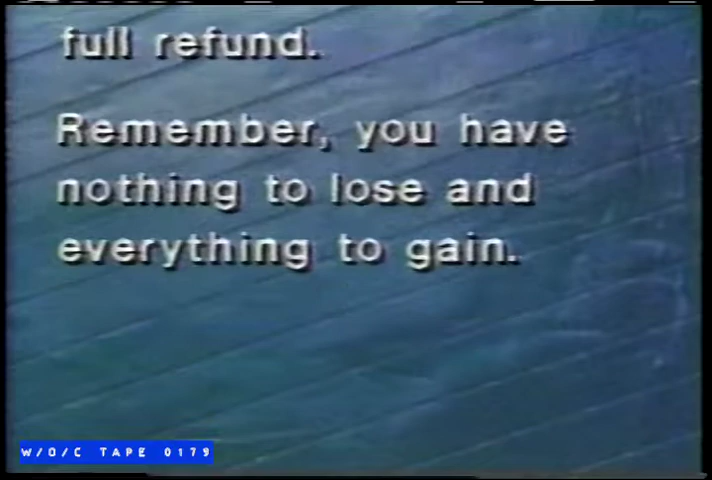 full refund.
Remember, you have
nothing to lose and
everything to gain.
W/O/C TAPE 0179